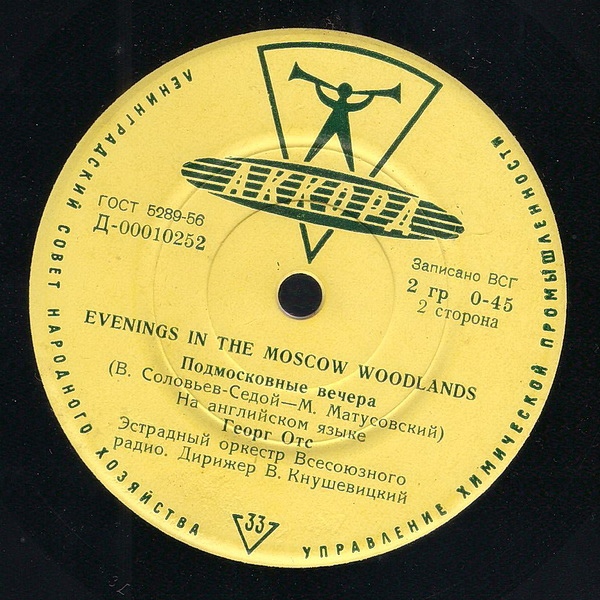 ЛЕНИНГРАДСКИЙ СОВЕТ НАРОДНОГО ХОЗЯЙСТВА
УПРАВЛЕНИЕ ХИМИЧЕСКОЙ ПРОМЫШЛЕННОСТИ
АККОРД
ГОСТ 5289-56
Д-00010252
Записано ВСГ
2 гр 0-45
2 сторона
EVENINGS IN THE MOSCOW WOODLANDS
Подмосковные вечера
(В. Соловьев-Седой—М. Матусовский)
На английском языке
Георг Отс
Эстрадный оркестр Всесоюзного
радио. Дирижер В. Кнушевицкий
33